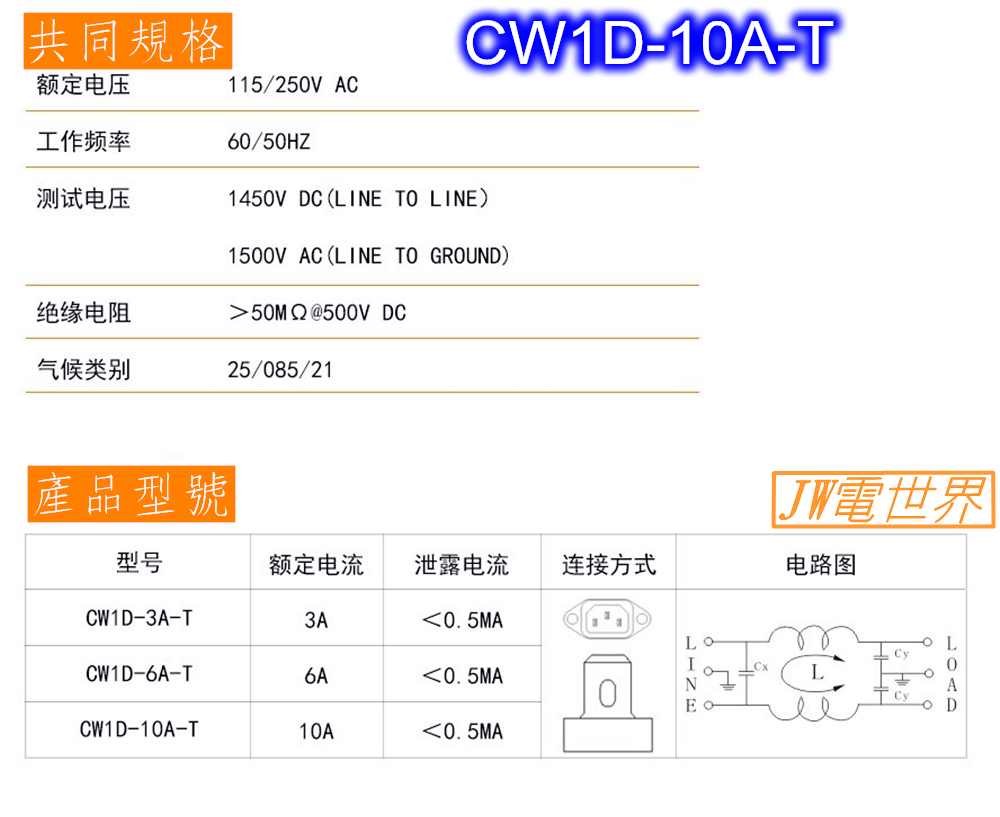 共同規格
CW1D-10A-T
额定电压 115/250V AC
工作频率 60/50HZ
测试电压 1450V DC(LINE TO LINE)
1500V AC(LINE TO GROUND)
绝缘电阻 >50MΩ@500V DC
气候类别 25/085/21
產品型號
JW電世界
型号 额定电流 泄露电流 连接方式 电路图
CW1D-3A-T 3A <0.5MA
CW1D-6A-T 6A <0.5MA
CW1D-10A-T 10A <0.5MA
LINE
Cx
L
Cy
Cy
LOAD